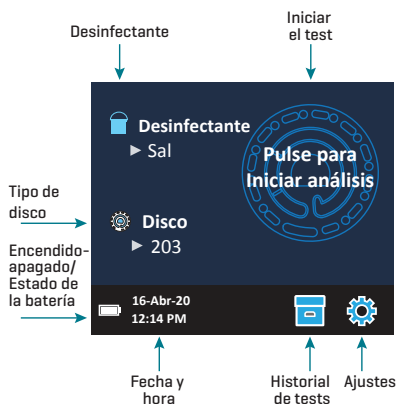 Desinfectante
Iniciar
el test
Desinfectante
► Sal
Pulse para
Iniciar análisis
Tipo de
disco
Disco
► 203
Encendido-
apagado/
Estado de
la batería
16-Abr-20
12:14 PM
Fecha y
hora
Historial
de tests
Ajustes